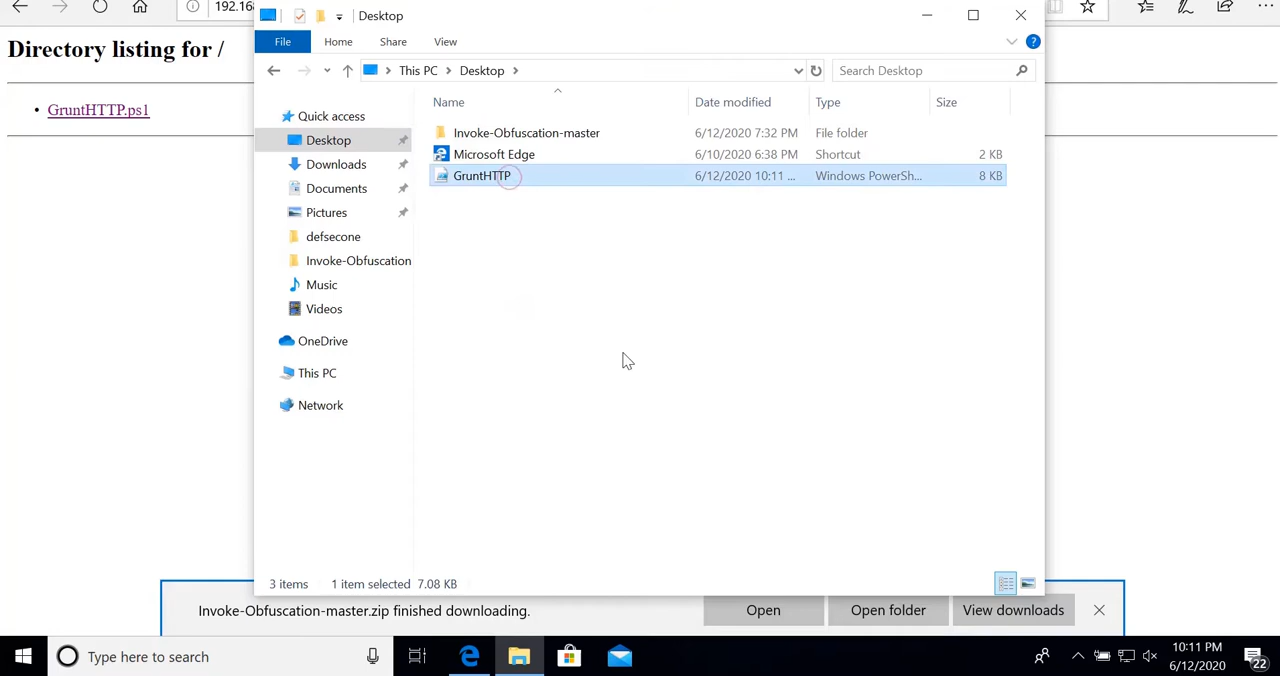 192.168
Directory listing for /
• GruntHTTP.ps1
Desktop
File Home Share View
This PC Desktop
Search Desktop
Name Date modified Type Size
Invoke-Obfuscation-master 6/12/2020 7:32 PM File folder
Microsoft Edge 6/10/2020 6:38 PM Shortcut 2 KB
GruntHTTP 6/12/2020 10:11 ... Windows PowerSh... 8 KB
Quick access
Desktop
Downloads
Documents
Pictures
defsecone
Invoke-Obfuscation
Music
Videos
OneDrive
This PC
Network
3 items 1 item selected 7.08 KB
Invoke-Obfuscation-master.zip finished downloading. Open Open folder View downloads
Type here to search
10:11 PM
6/12/2020
22